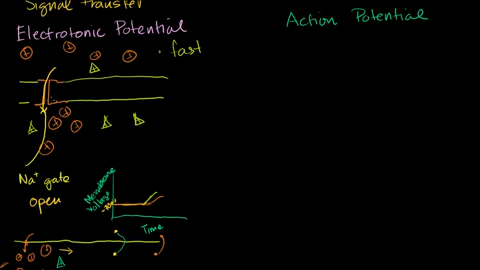 Signal transfer
Electrotonic Potential
Action Potential
fast
Na+ gate
open
Membrane
voltage
Time